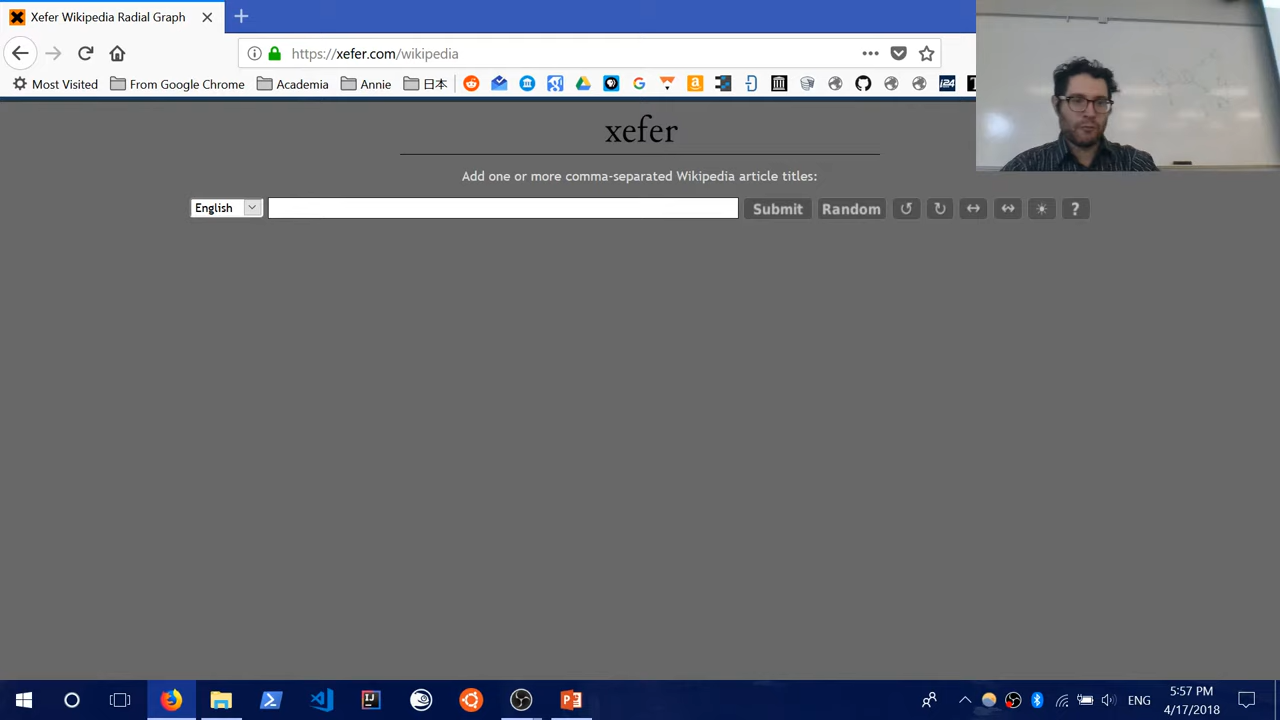 Xefer Wikipedia Radial Graph
https://xefer.com/wikipedia
Most Visited From Google Chrome Academia Annie 日本
xefer
Add one or more comma-separated Wikipedia article titles:
English Submit Random ?
ENG
5:57 PM
4/17/2018